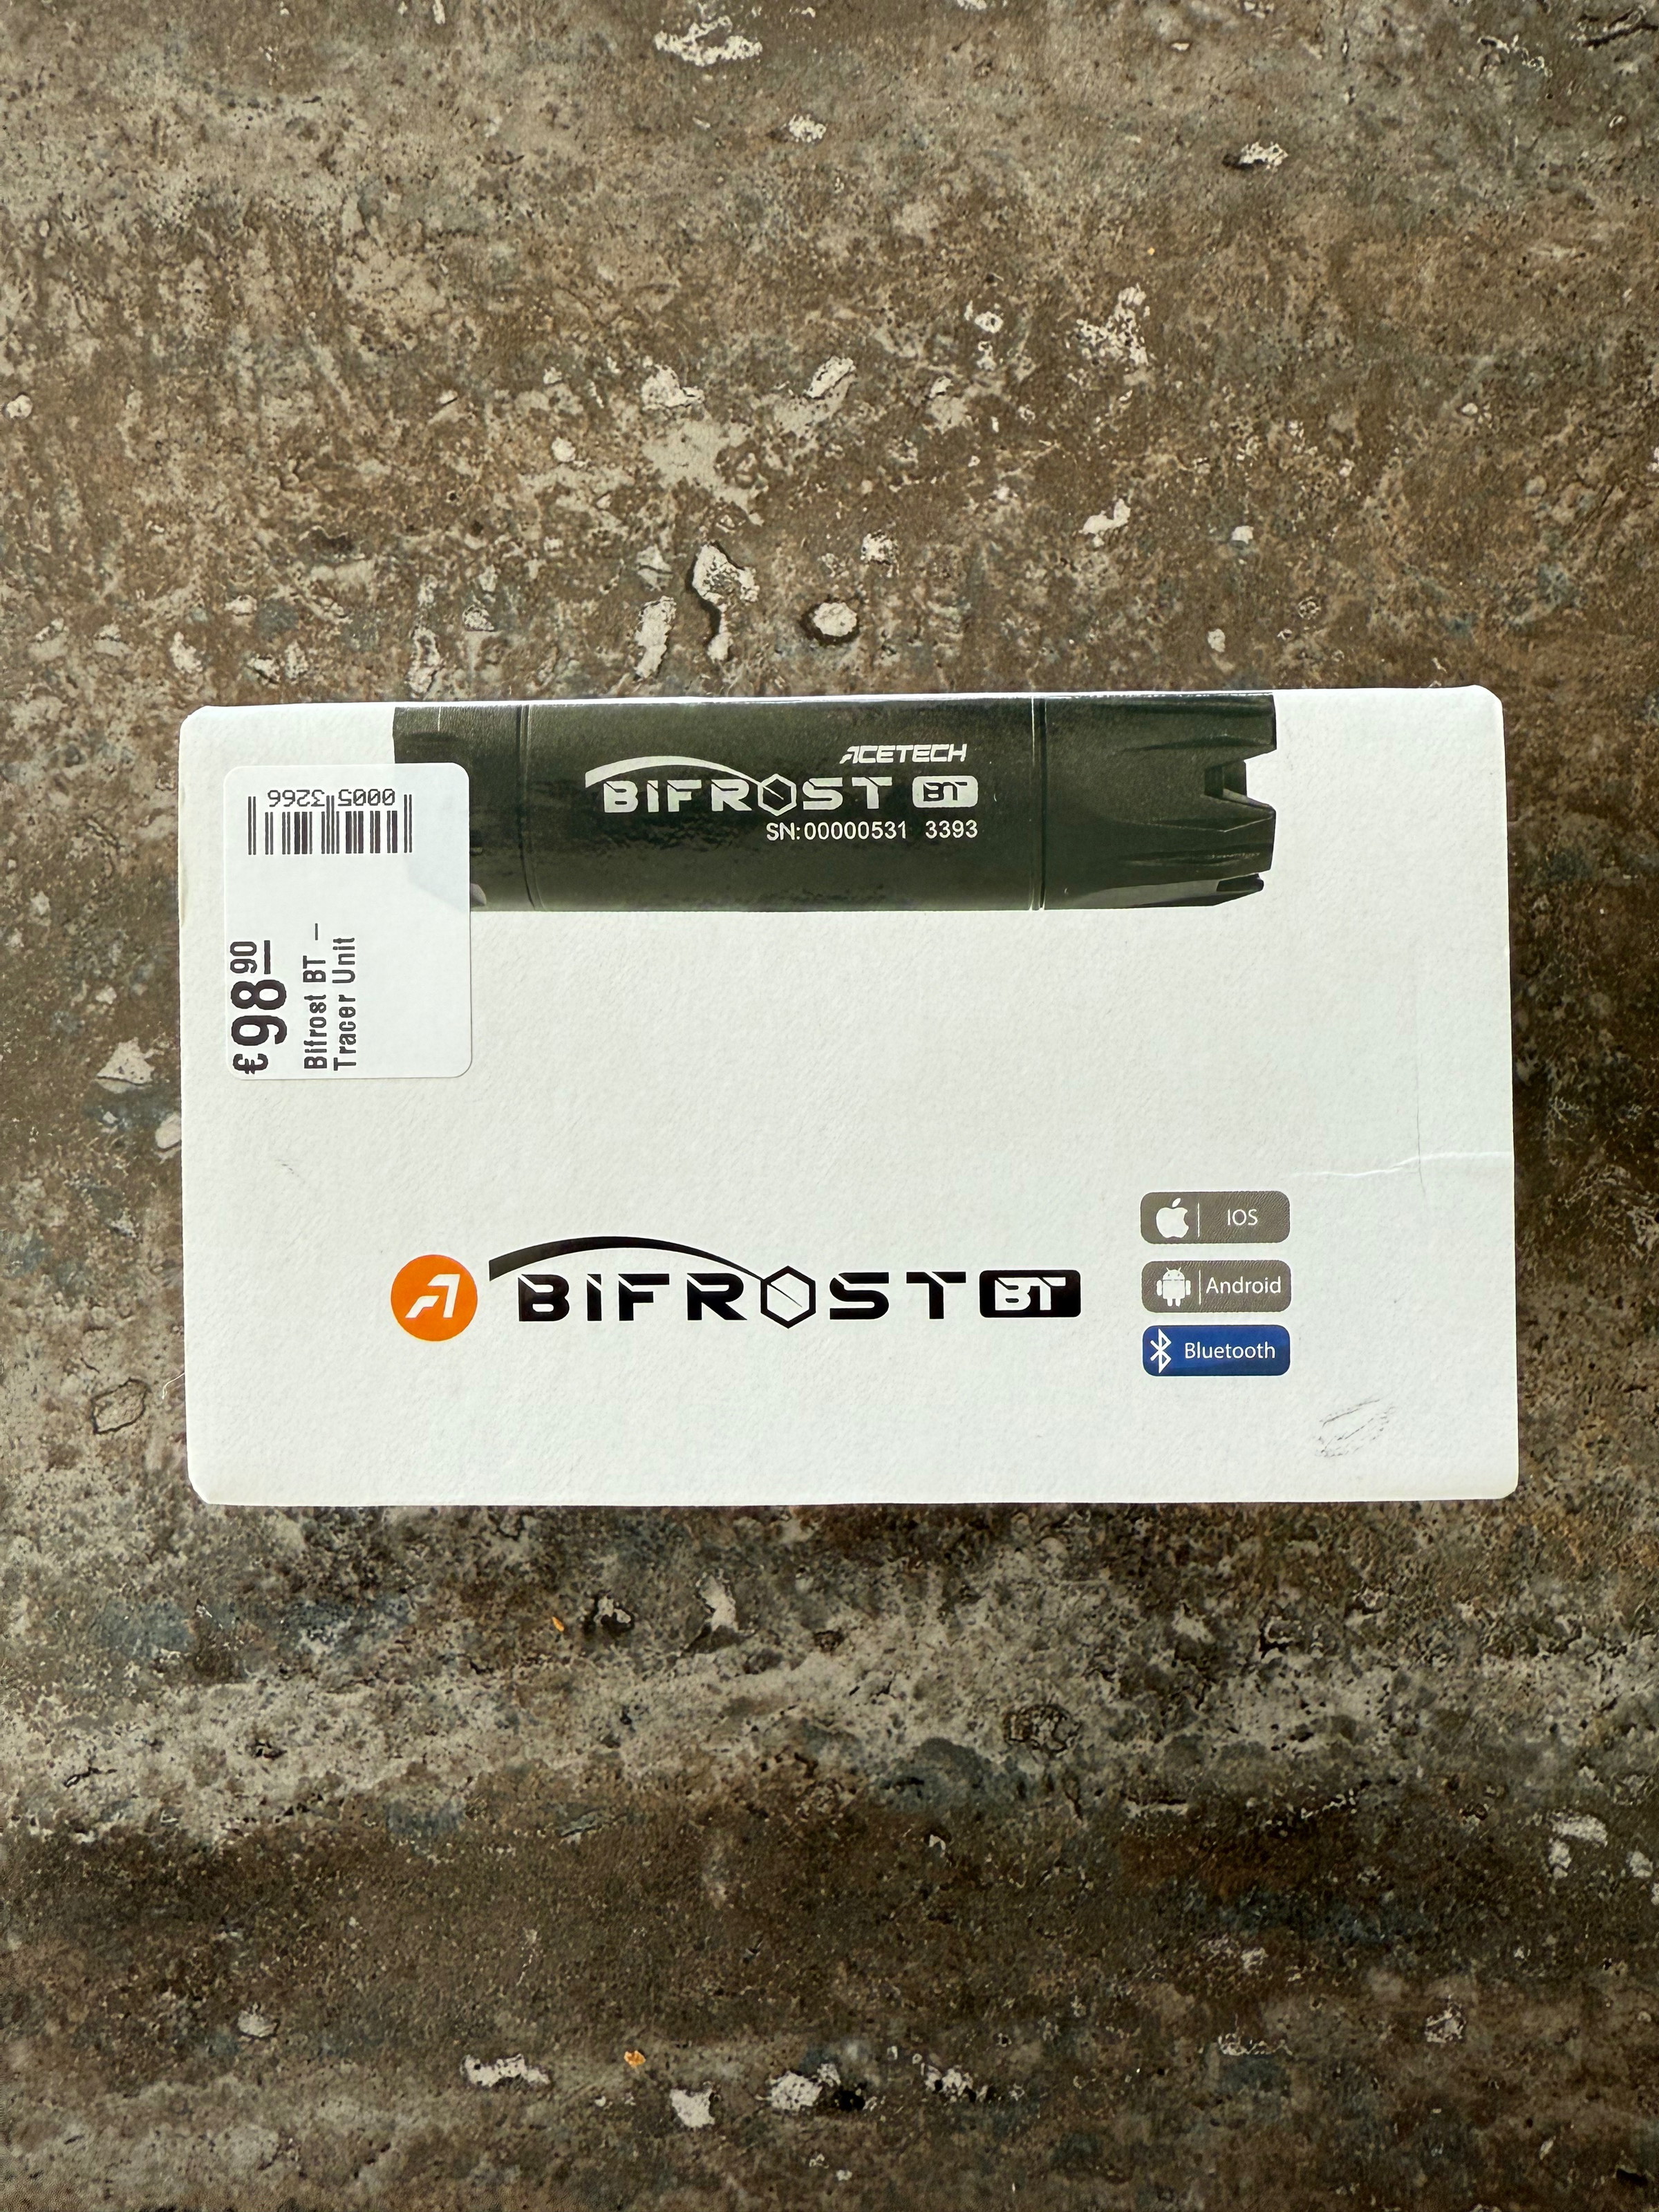 ACETECH
BIFROST BT
SN:00000531 3393
0005 3266
€98 90
Bifrost BT –
Tracer Unit
IOS
Android
BIFROST BT
Bluetooth